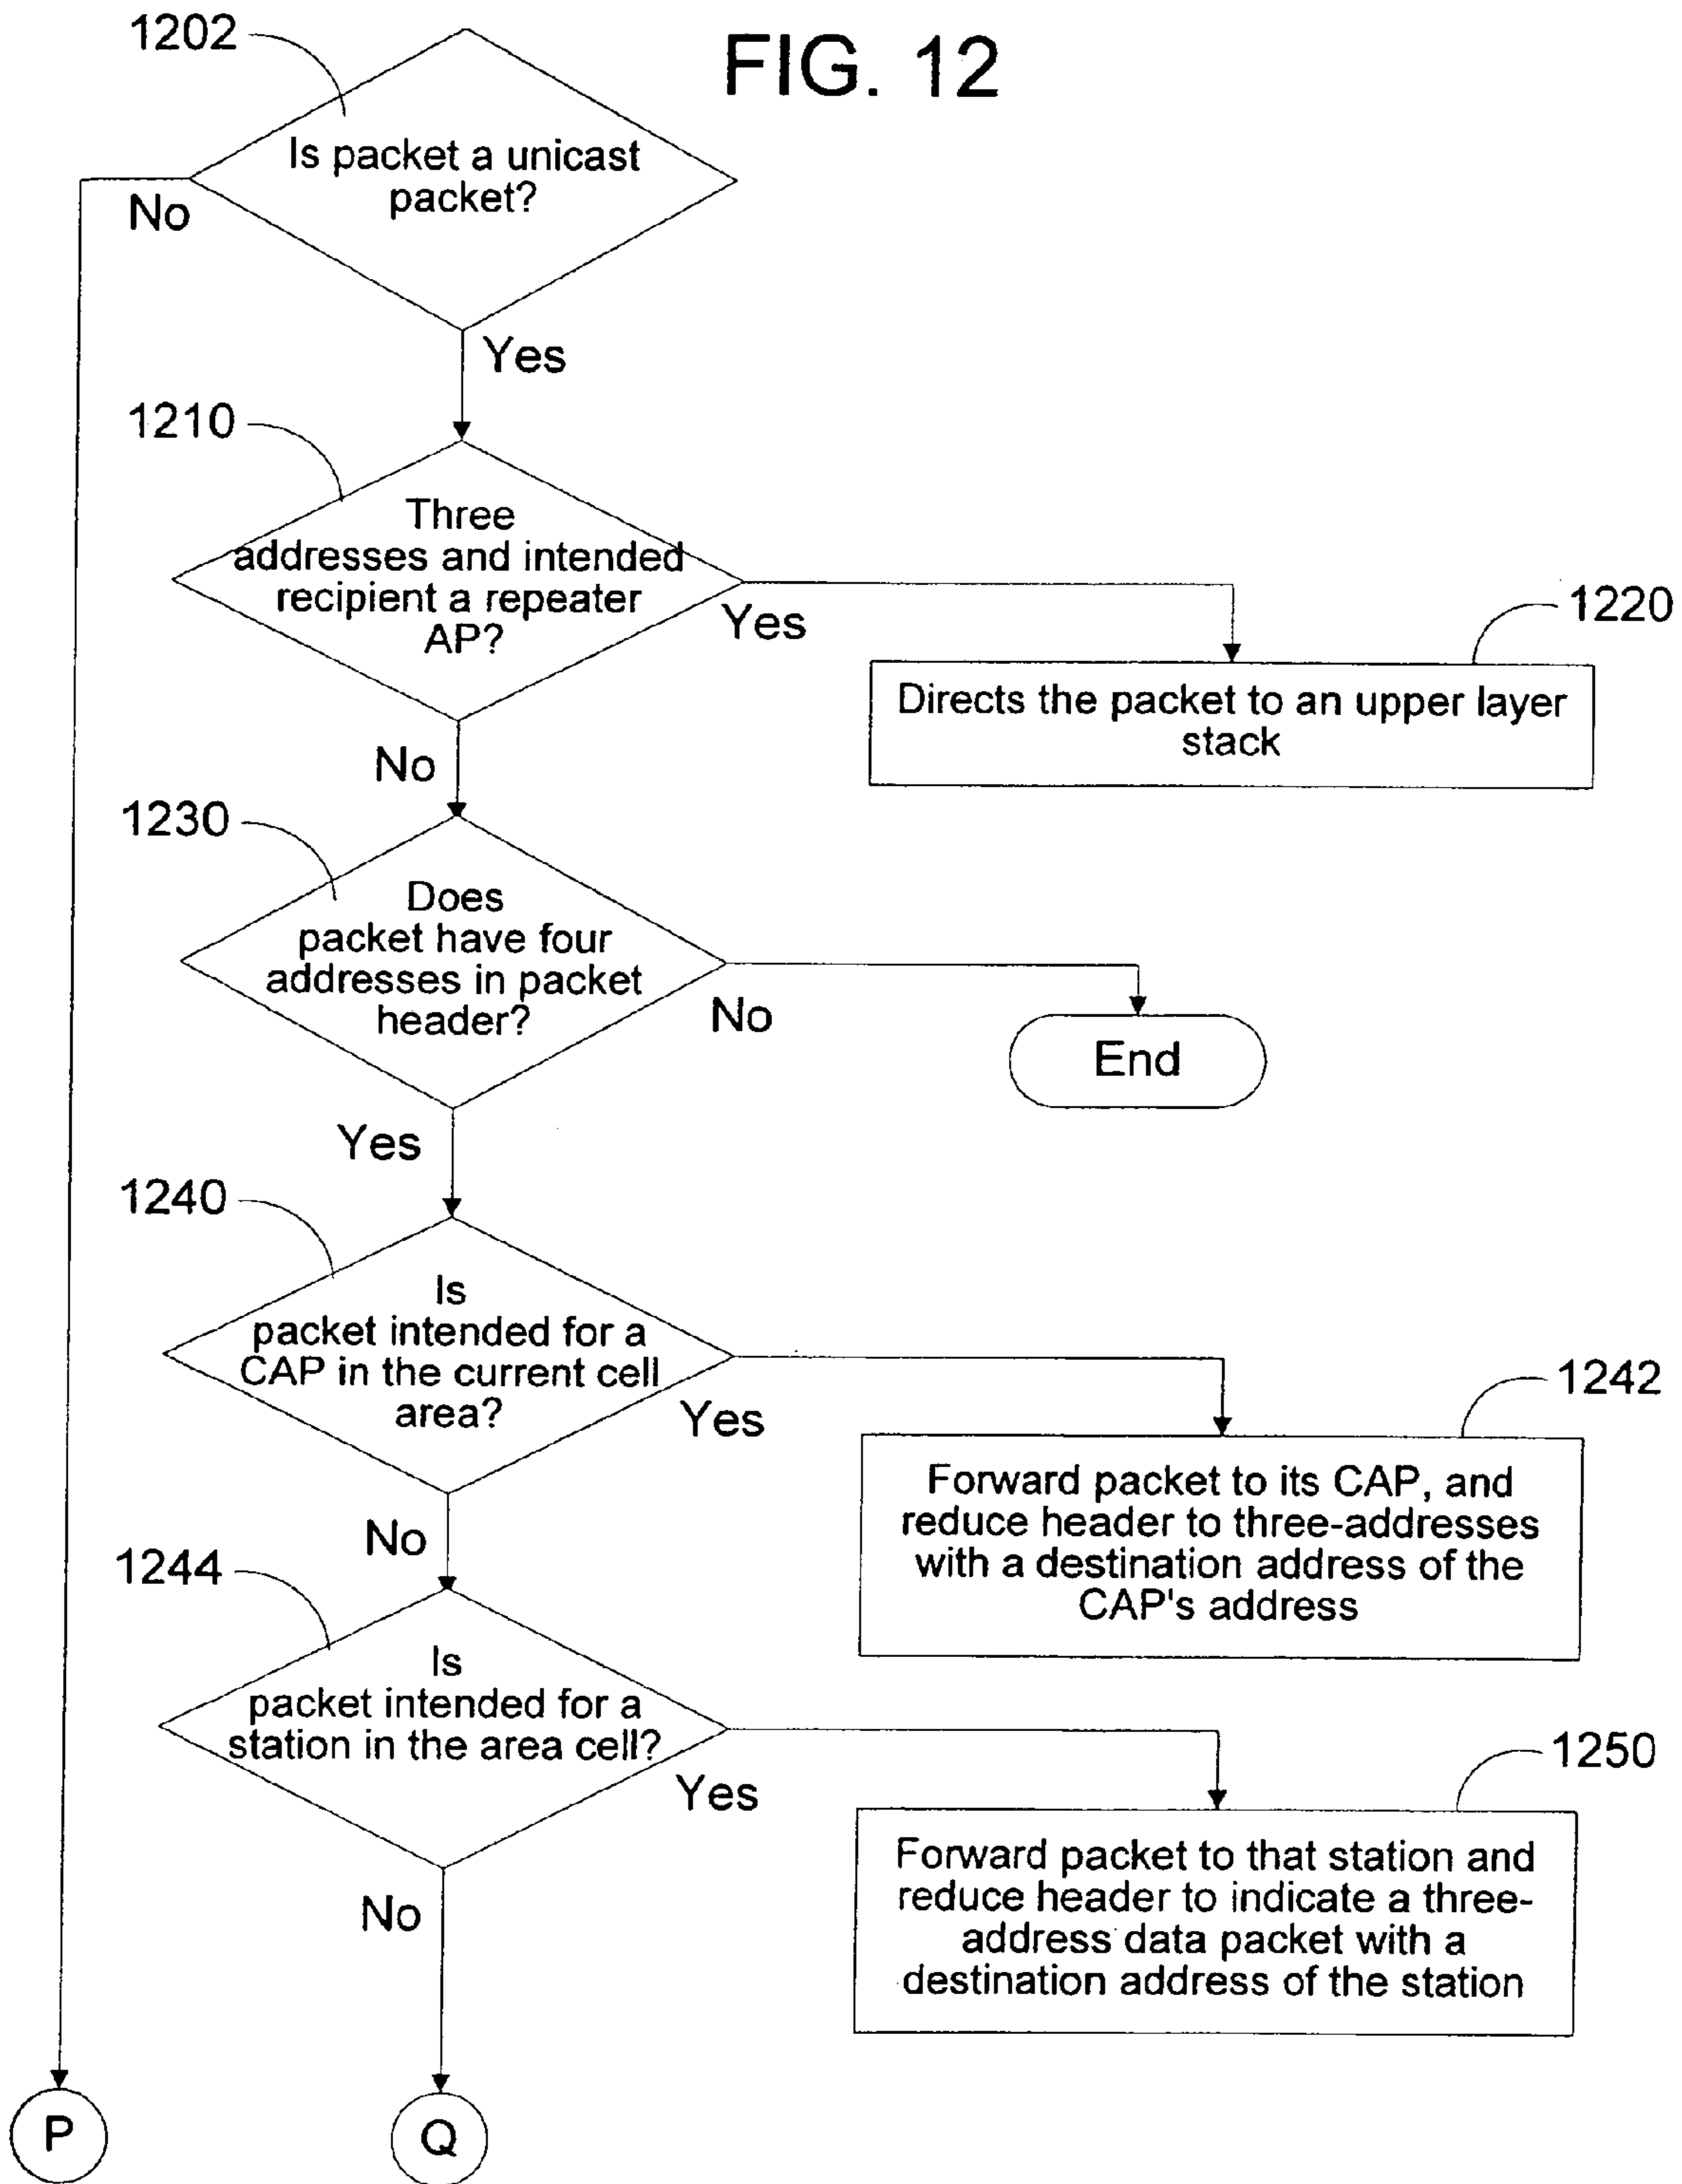 FIG. 12
1202
Is packet a unicast
packet?
No
Yes
1210
Three
addresses and intended
recipient a repeater
AP?
Yes
1220
Directs the packet to an upper layer
stack
No
1230
Does
packet have four
addresses in packet
header?
No
End
Yes
1240
Is
packet intended for a
CAP in the current cell
area?
Yes
1242
Forward packet to its CAP, and
reduce header to three-addresses
with a destination address of the
CAP's address
No
1244
Is
packet intended for a
station in the area cell?
Yes
1250
Forward packet to that station and
reduce header to indicate a three-
address data packet with a
destination address of the station
No
P
Q